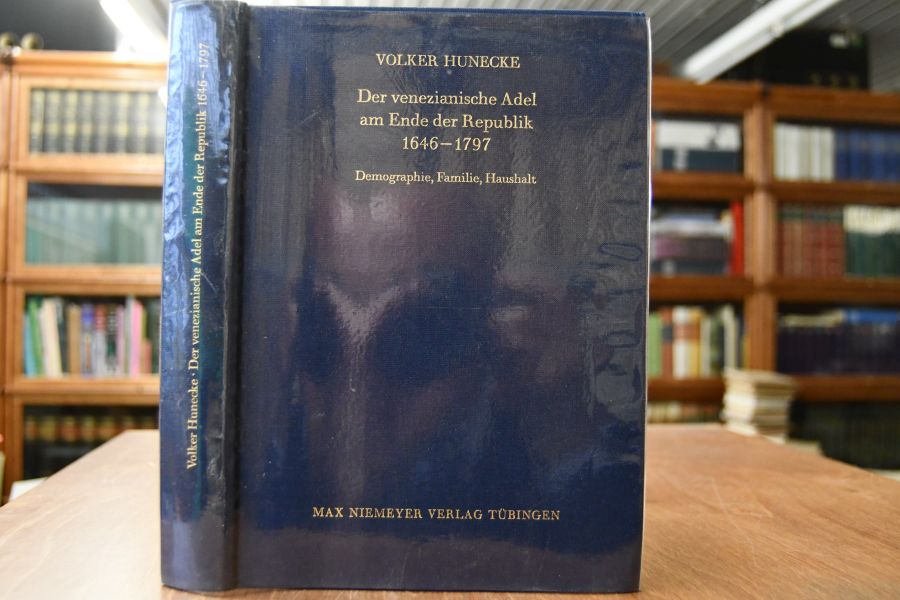 VOLKER HUNECKE
Der venezianische Adel
am Ende der Republik
1646–1797
Demographie, Familie, Haushalt
MAX NIEMEYER VERLAG TÜBINGEN
Volker Hunecke · Der venezianische Adel am Ende der Republik 1646–1797